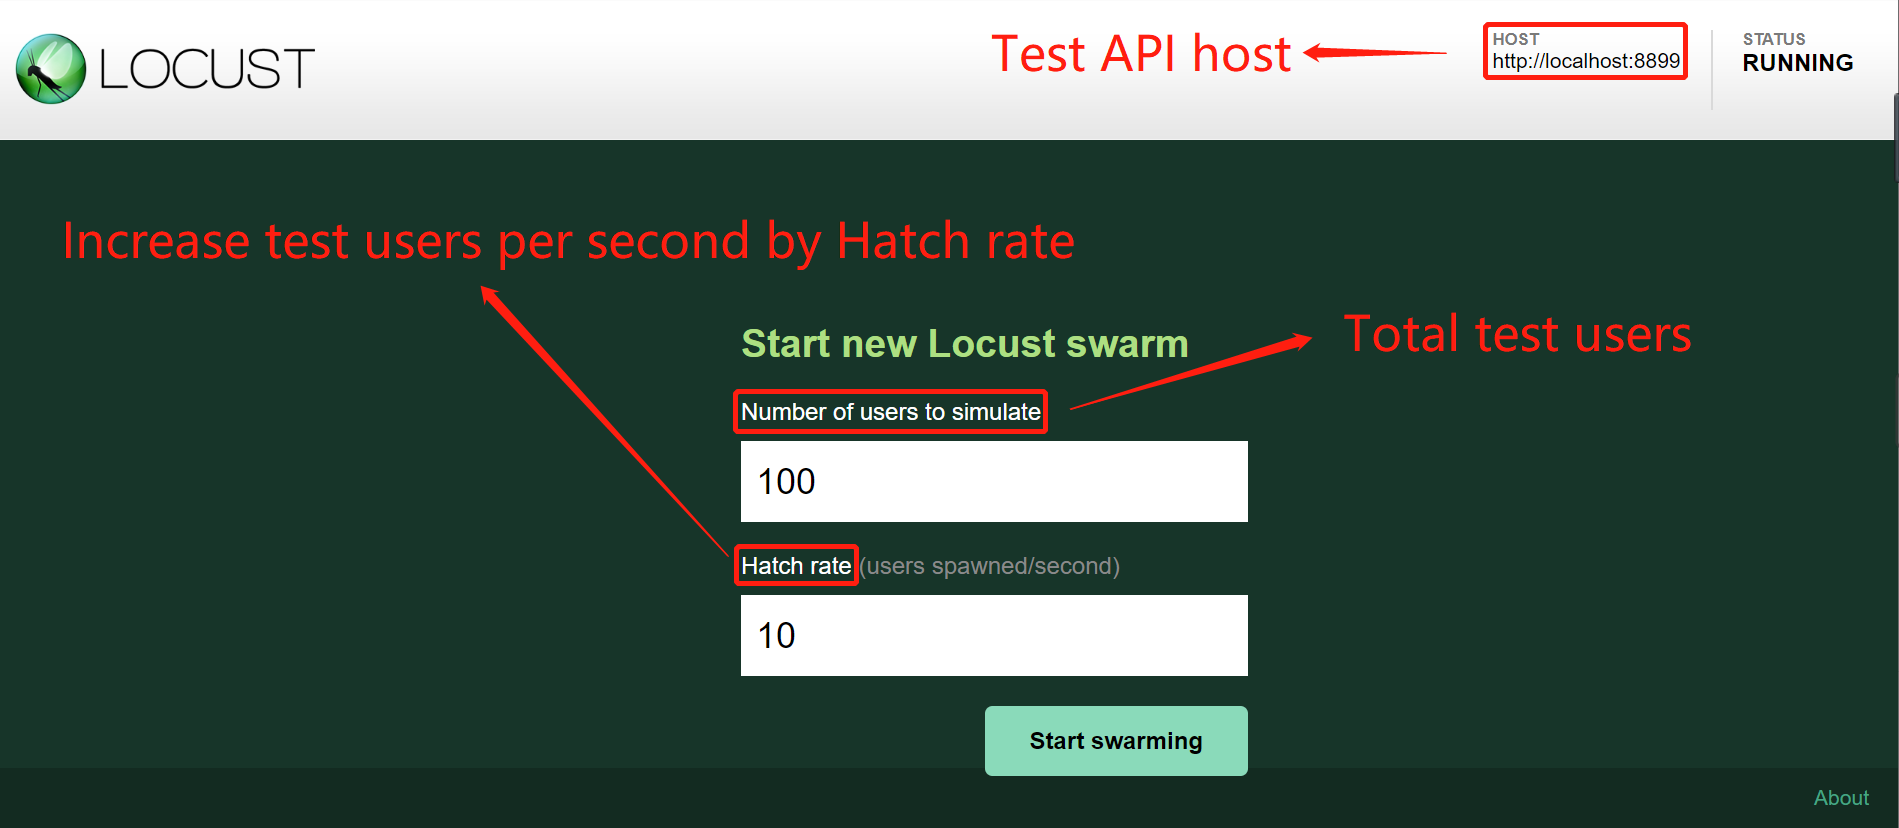 LOCUST
Test API host
HOST
http://localhost:8899
STATUS
RUNNING
Increase test users per second by Hatch rate
Start new Locust swarm
Total test users
Number of users to simulate
100
Hatch rate (users spawned/second)
10
Start swarming
About